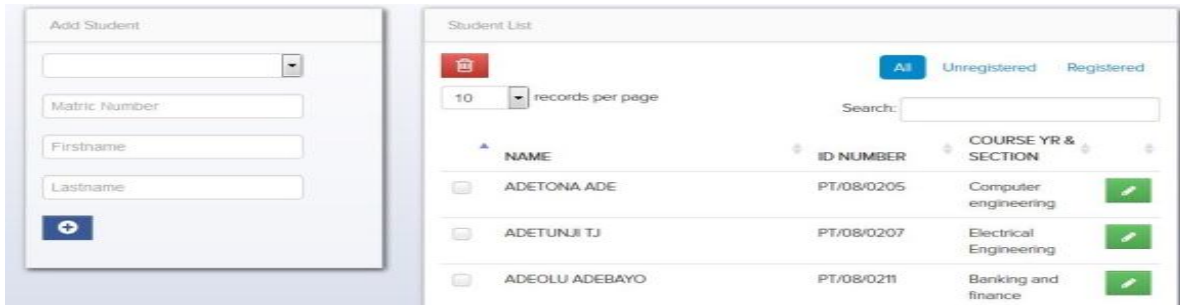 Add Student
Matric Number
Firstname
Lastname
Student List
All Unregistered Registered
10 records per page
Search:
NAME ID NUMBER COURSE YR & SECTION
ADETONA ADE PT/08/0205 Computer engineering
ADETUNJI TJ PT/08/0207 Electrical Engineering
ADEOLU ADEBAYO PT/08/0211 Banking and finance